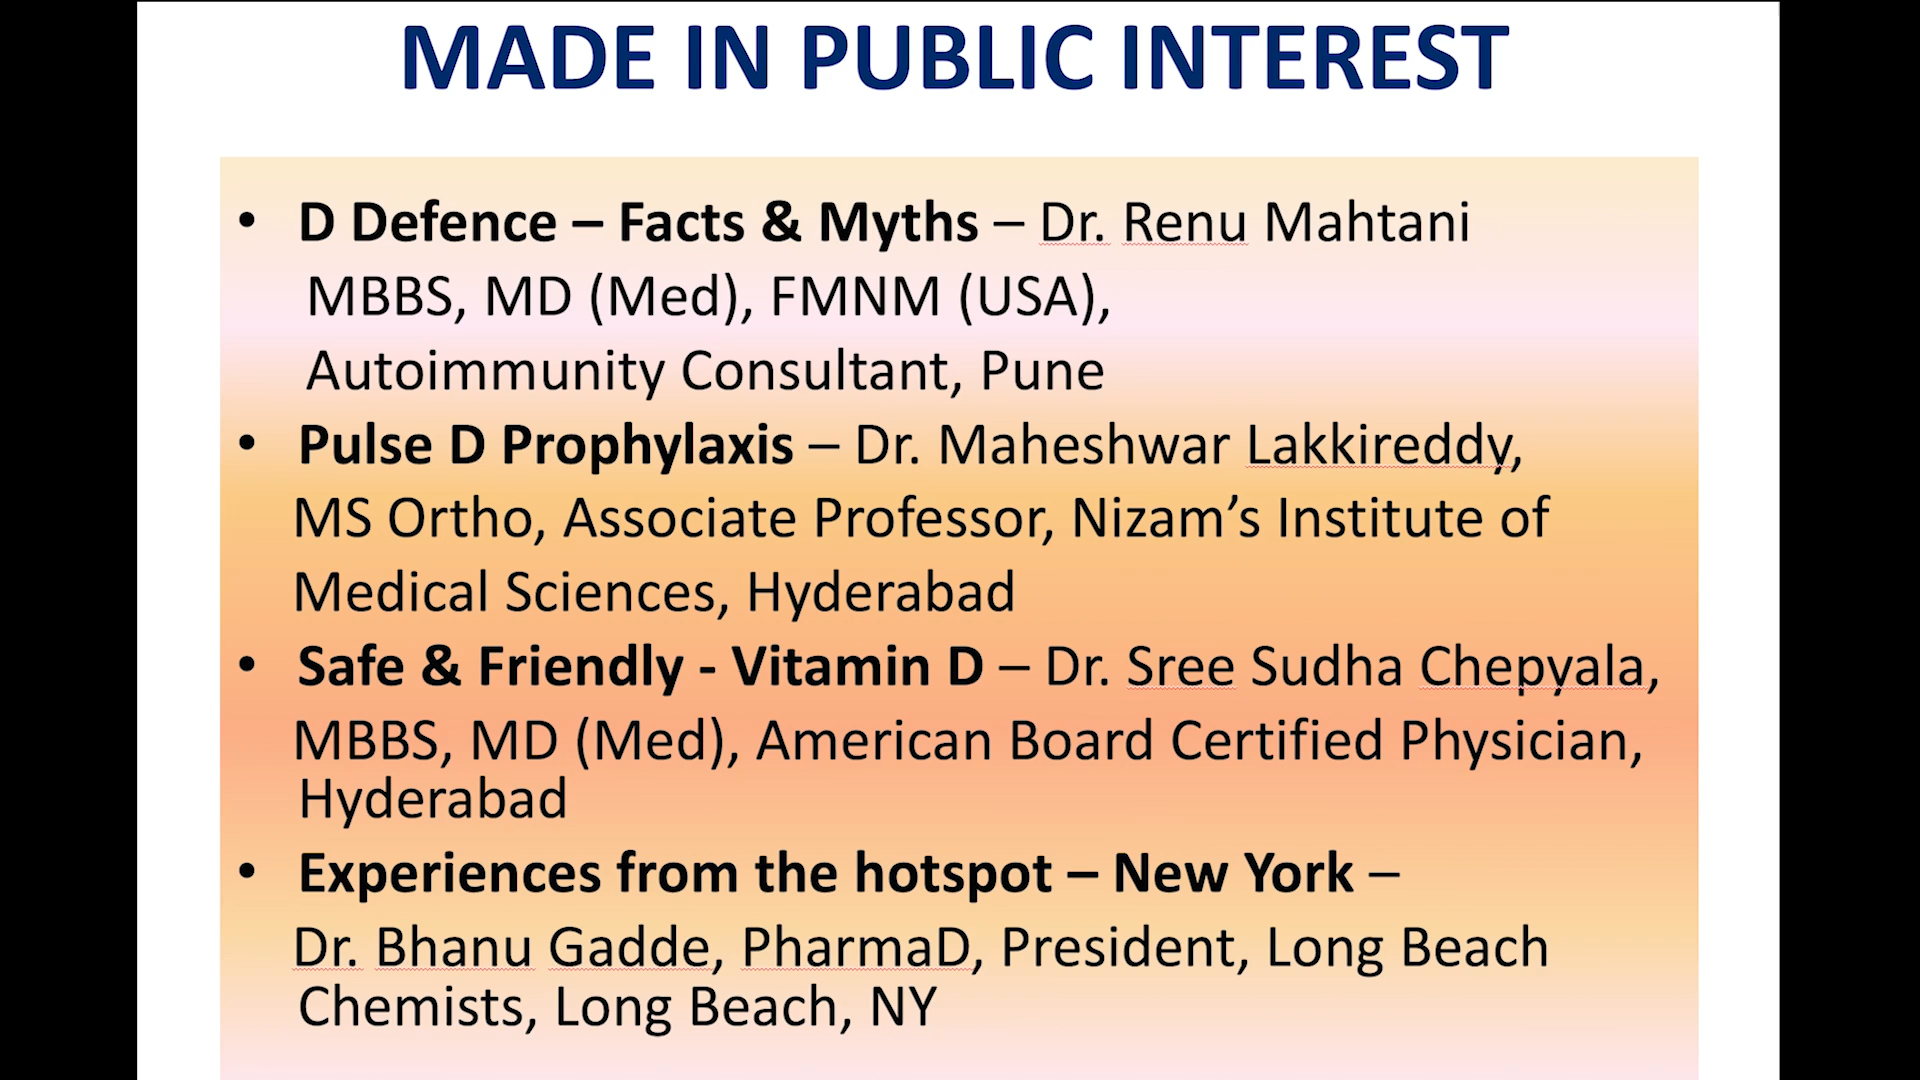 MADE IN PUBLIC INTEREST
• D Defence – Facts & Myths – Dr. Renu Mahtani
MBBS, MD (Med), FMNM (USA),
Autoimmunity Consultant, Pune
• Pulse D Prophylaxis – Dr. Maheshwar Lakkireddy,
MS Ortho, Associate Professor, Nizam’s Institute of
Medical Sciences, Hyderabad
• Safe & Friendly - Vitamin D – Dr. Sree Sudha Chepyala,
MBBS, MD (Med), American Board Certified Physician,
Hyderabad
• Experiences from the hotspot – New York –
Dr. Bhanu Gadde, PharmaD, President, Long Beach
Chemists, Long Beach, NY